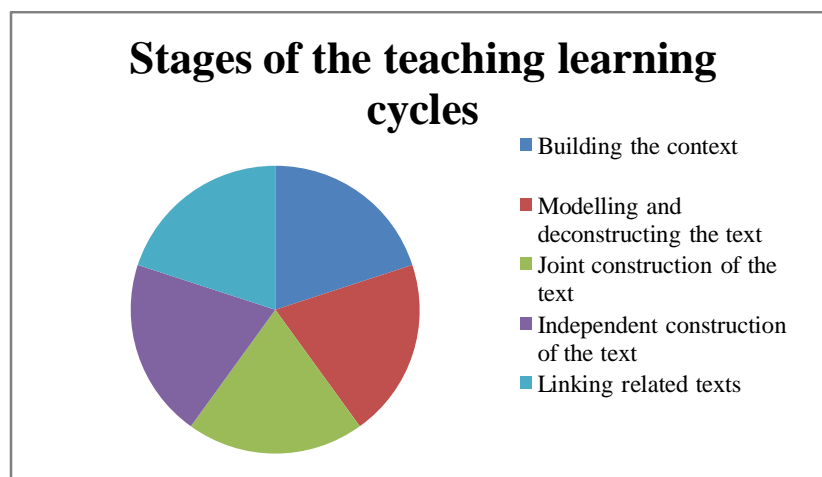 Stages of the teaching learning
cycles
Building the context
Modelling and
deconstructing the text
Joint construction of the
text
Independent construction
of the text
Linking related texts